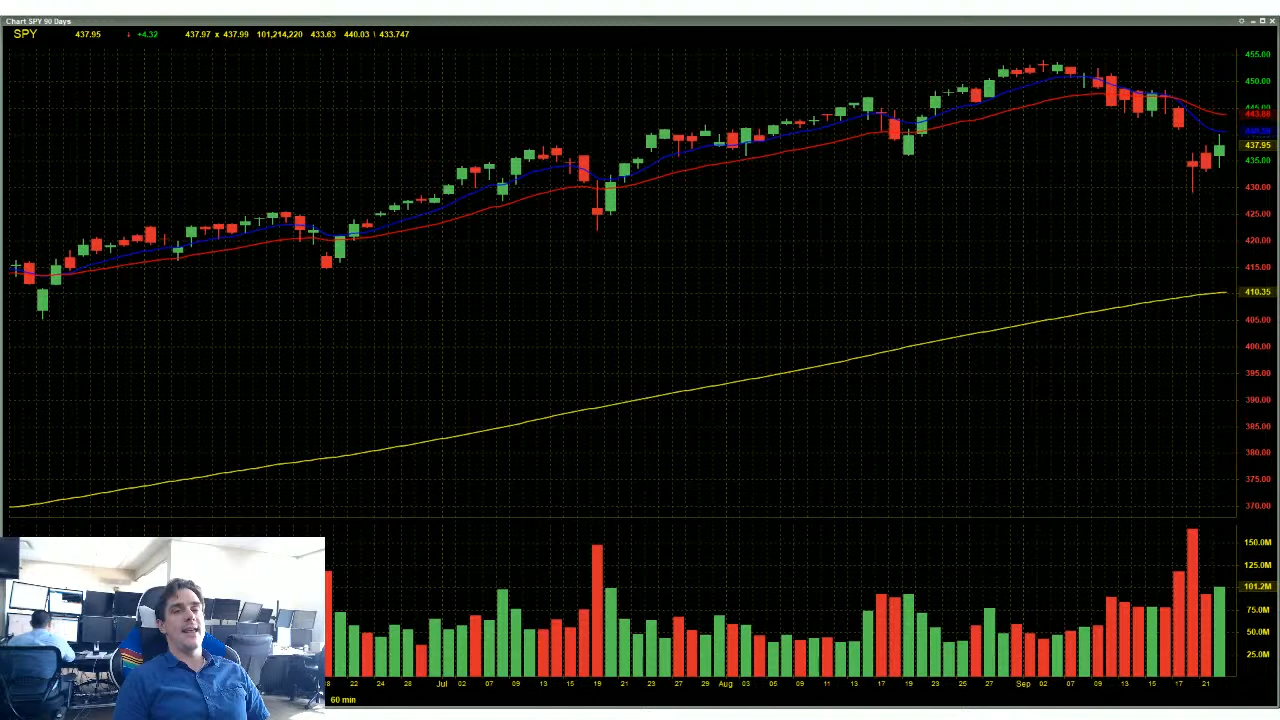 Chart SPY 90 Days
SPY 437.95 ↓ +4.32 437.97 x 437.99 101,214,220 433.63 440.03 \ 433.747
455.00
450.00
445.00
443.88
437.95
435.00
430.00
425.00
420.00
415.00
410.35
405.00
400.00
395.00
390.00
385.00
380.00
375.00
370.00
150.0M
125.0M
101.2M
75.0M
50.0M
25.0M
18 22 24 28 Jul 02 07 09 13 15 19 21 23 27 29 Aug 03 05 09 11 13 17 19 23 25 27 Sep 02 07 09 13 15 17 21
60 min